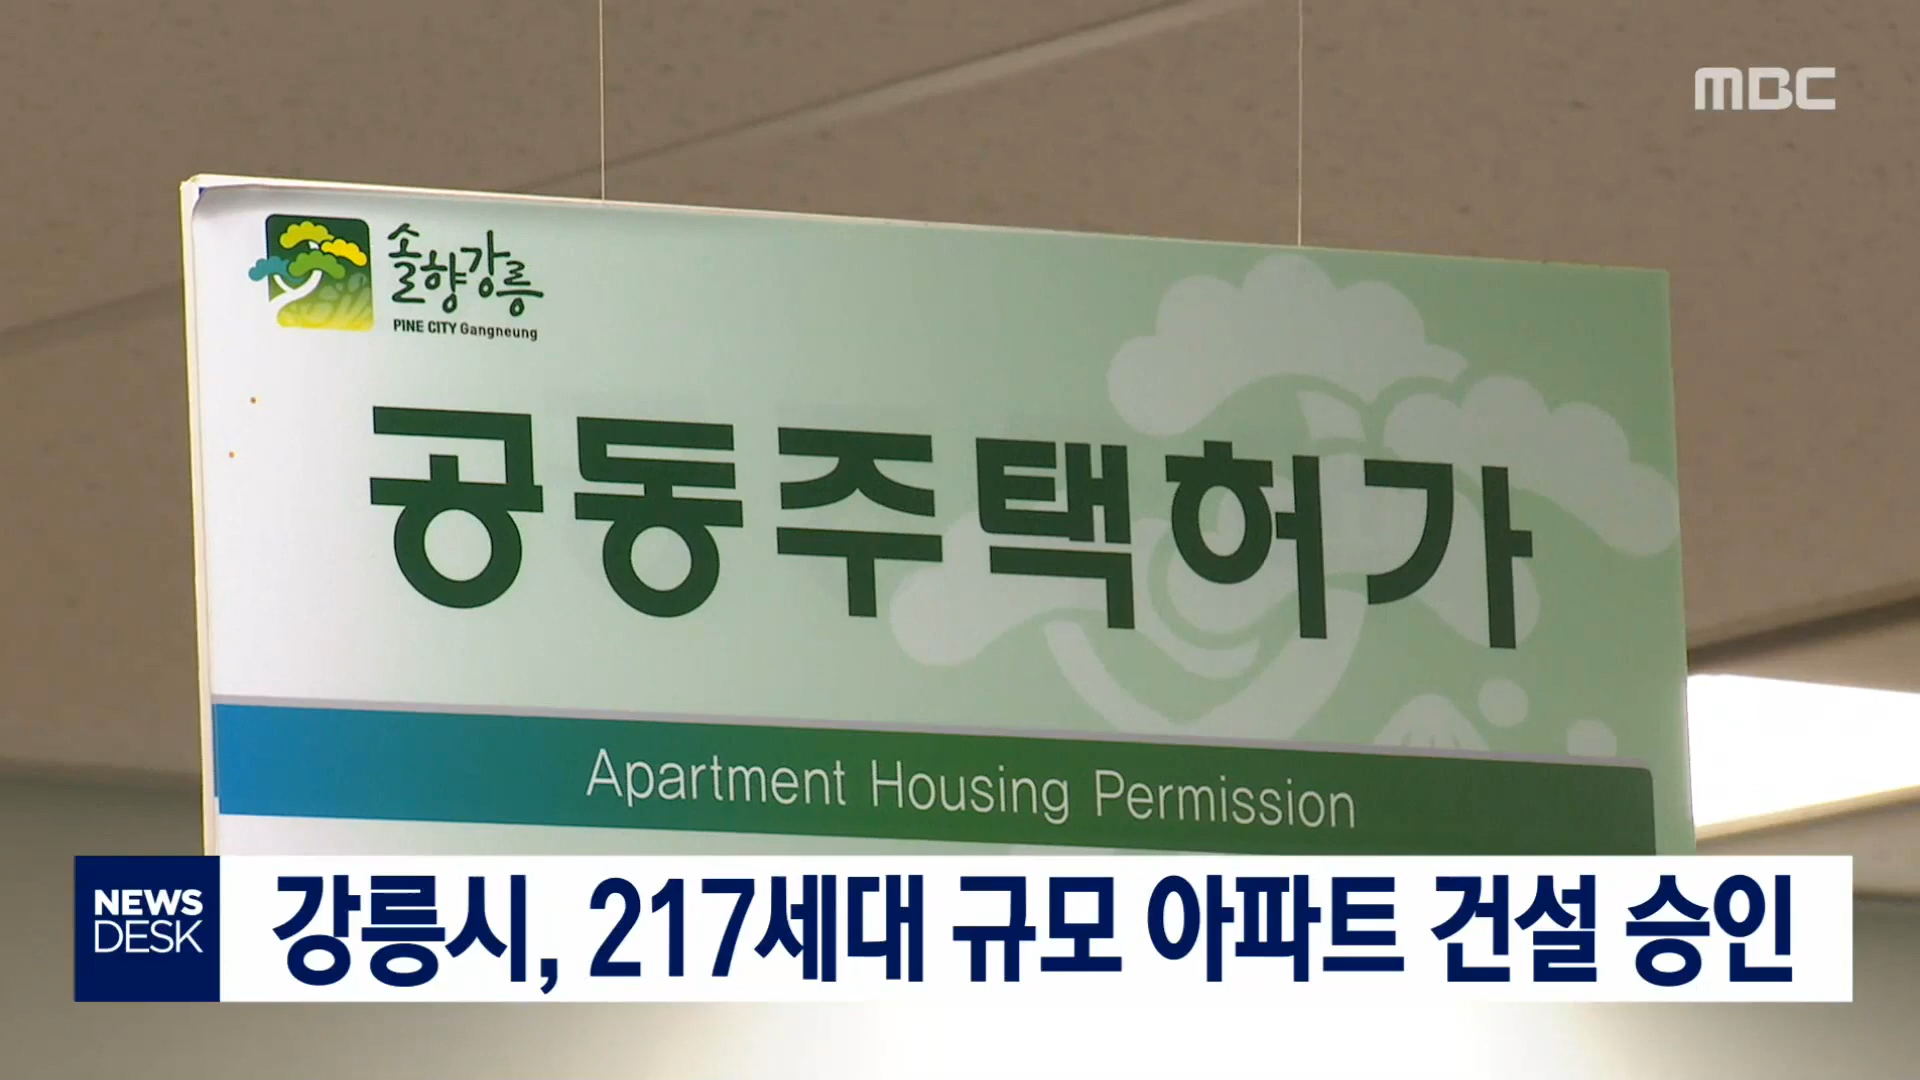 MBC
솔향강릉
PINE CITY Gangneung
공동주택허가
Apartment Housing Permission
NEWS
DESK
강릉시, 217세대 규모 아파트 건설 승인